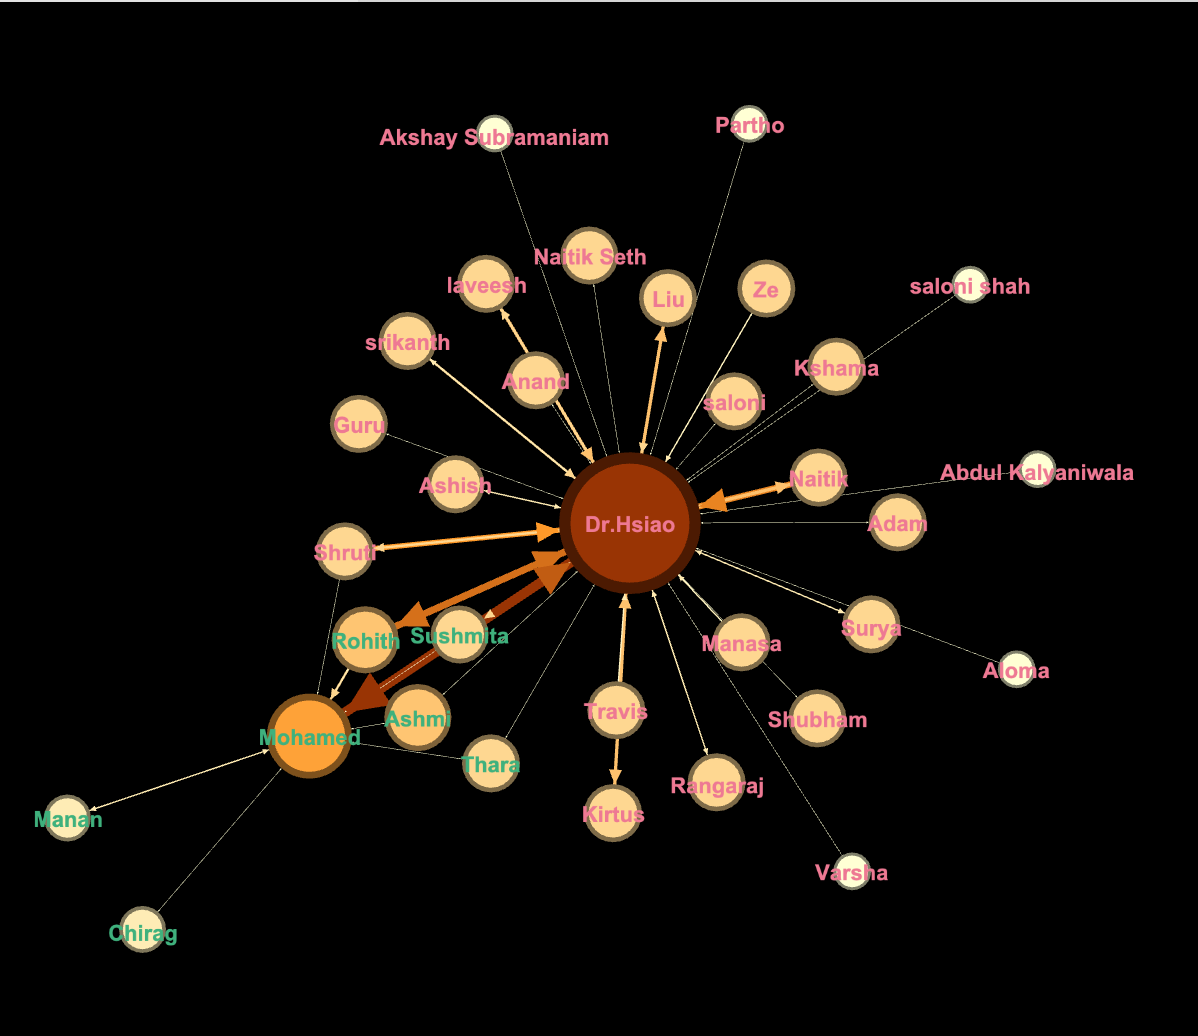 Partho
Akshay Subramaniam
Naitik Seth
laveesh
saloni shah
Ze
Liu
srikanth
Kshama
Anand
saloni
Guru
Abdul Kalvaniwala
Naitik
Ashish
Adam
Dr.Hsiao
Shruti
Surya
Sushmita
Rohith
Manasa
Aloma
Travis
Ashmi
Shubham
Mohamed
Thara
Rangaraj
Kirtus
Manan
Varsha
Chirag